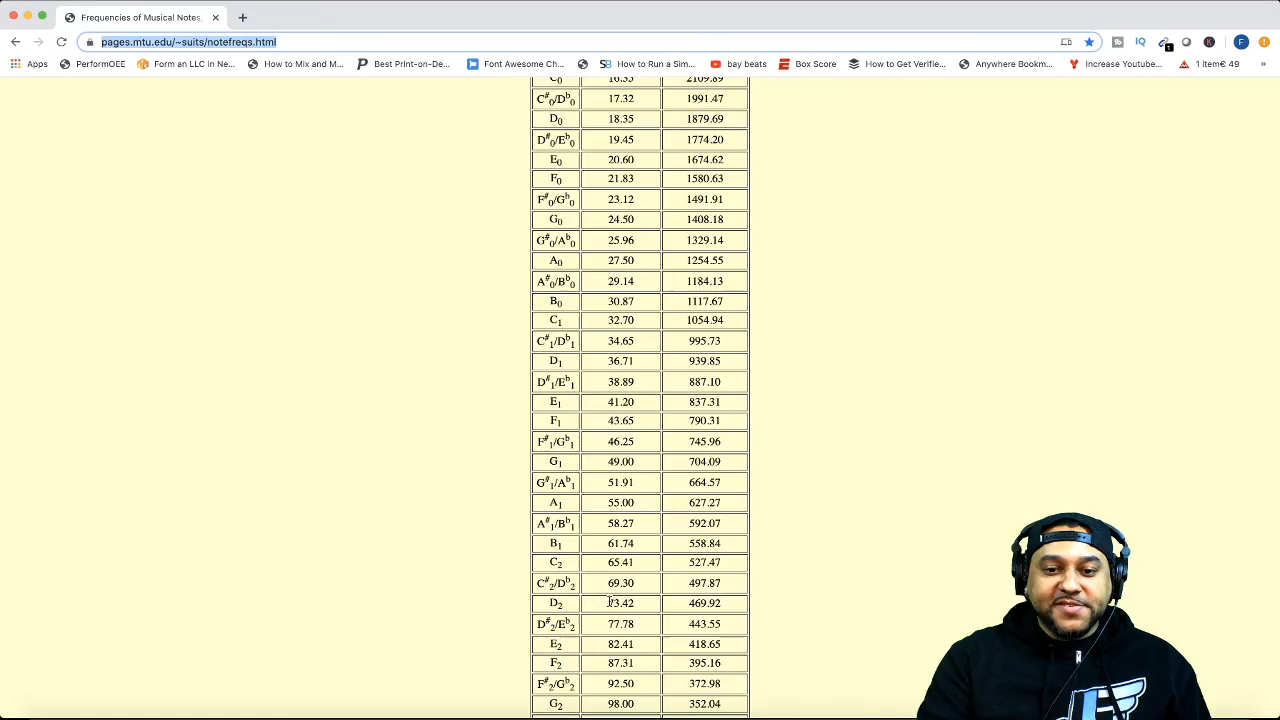 Frequencies of Musical Notes,
pages.mtu.edu/~suits/notefreqs.html
Apps PerformOEE Form an LLC in Ne... How to Mix and M... Best Print-on-De... Font Awesome Ch... How to Run a Sim... bay beats Box Score How to Get Verifie... Anywhere Bookm... Increase Youtube... 1 item€ 49 »
C0 16.35 2109.89
C#0/Db0 17.32 1991.47
D0 18.35 1879.69
D#0/Eb0 19.45 1774.20
E0 20.60 1674.62
F0 21.83 1580.63
F#0/Gb0 23.12 1491.91
G0 24.50 1408.18
G#0/Ab0 25.96 1329.14
A0 27.50 1254.55
A#0/Bb0 29.14 1184.13
B0 30.87 1117.67
C1 32.70 1054.94
C#1/Db1 34.65 995.73
D1 36.71 939.85
D#1/Eb1 38.89 887.10
E1 41.20 837.31
F1 43.65 790.31
F#1/Gb1 46.25 745.96
G1 49.00 704.09
G#1/Ab1 51.91 664.57
A1 55.00 627.27
A#1/Bb1 58.27 592.07
B1 61.74 558.84
C2 65.41 527.47
C#2/Db2 69.30 497.87
D2 73.42 469.92
D#2/Eb2 77.78 443.55
E2 82.41 418.65
F2 87.31 395.16
F#2/Gb2 92.50 372.98
G2 98.00 352.04